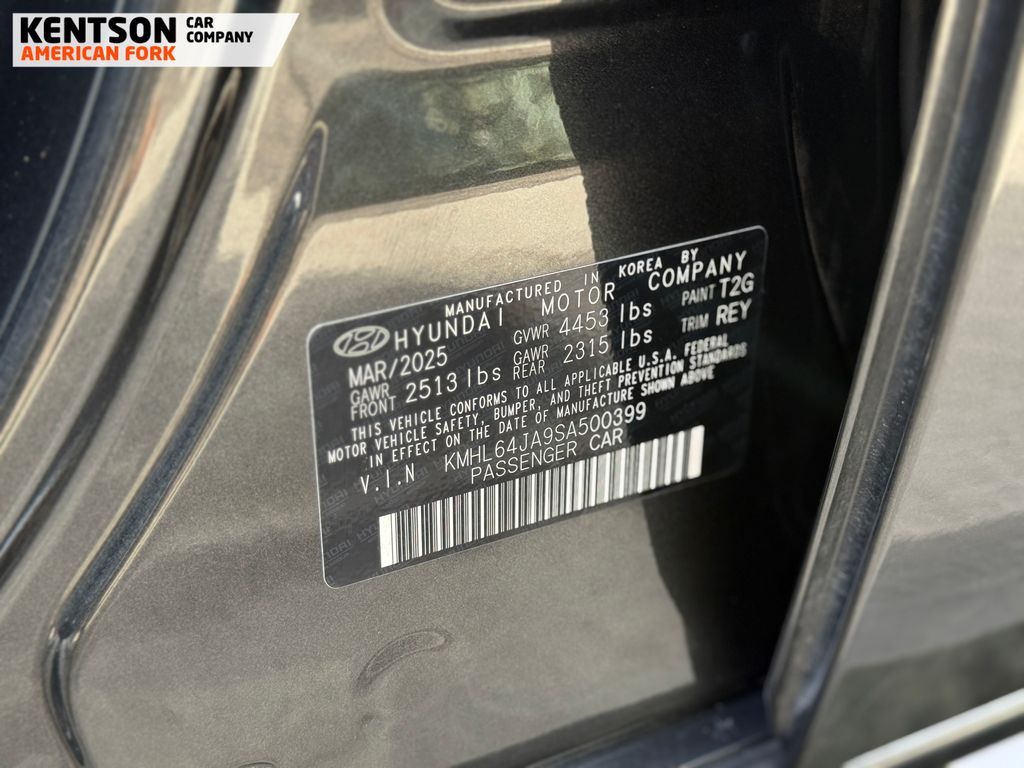 KENTSON CAR COMPANY
AMERICAN FORK
MANUFACTURED IN KOREA BY
HYUNDAI MOTOR COMPANY
MAR/2025 GVWR 4453 lbs PAINT T2G
GAWR FRONT 2513 lbs GAWR REAR 2315 lbs TRIM REY
THIS VEHICLE CONFORMS TO ALL APPLICABLE U.S.A. FEDERAL
MOTOR VEHICLE SAFETY, BUMPER, AND THEFT PREVENTION STANDARDS
IN EFFECT ON THE DATE OF MANUFACTURE SHOWN ABOVE
V.I.N KMHL64JA9SA500399
PASSENGER CAR